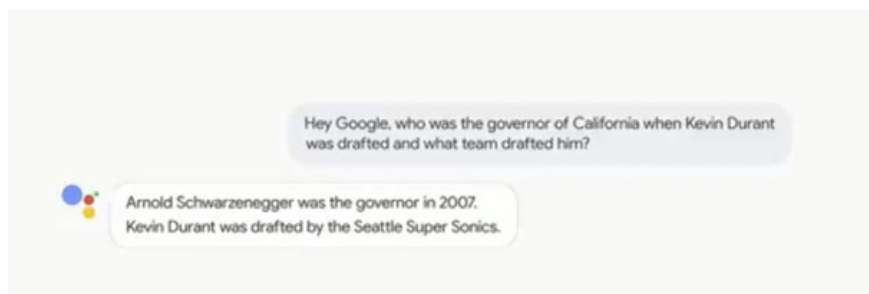 Hey Google, who was the governor of California when Kevin Durant
was drafted and what team drafted him?
Arnold Schwarzenegger was the governor in 2007.
Kevin Durant was drafted by the Seattle Super Sonics.